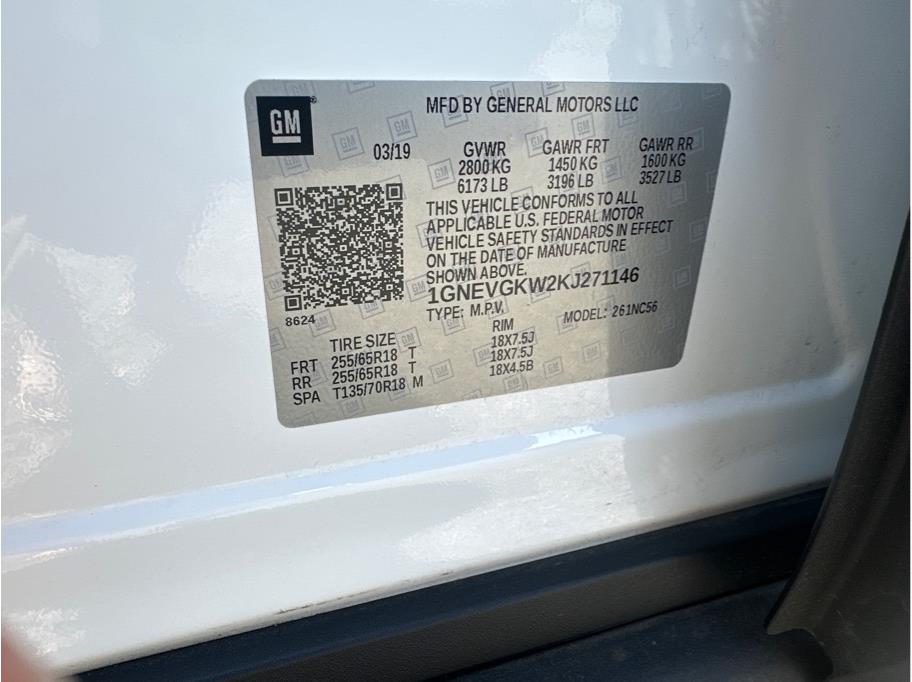 GM®
MFD BY GENERAL MOTORS LLC
03/19 GVWR GAWR FRT GAWR RR
2800 KG 1450 KG 1600 KG
6173 LB 3196 LB 3527 LB
THIS VEHICLE CONFORMS TO ALL
APPLICABLE U.S. FEDERAL MOTOR
VEHICLE SAFETY STANDARDS IN EFFECT
ON THE DATE OF MANUFACTURE
SHOWN ABOVE.
1GNEVGKW2KJ271146
8624
TYPE: M.P.V. MODEL: 261NC56
TIRE SIZE RIM
FRT 255/65R18 T 18X7.5J
RR 255/65R18 T 18X7.5J
SPA T135/70R18 M 18X4.5B